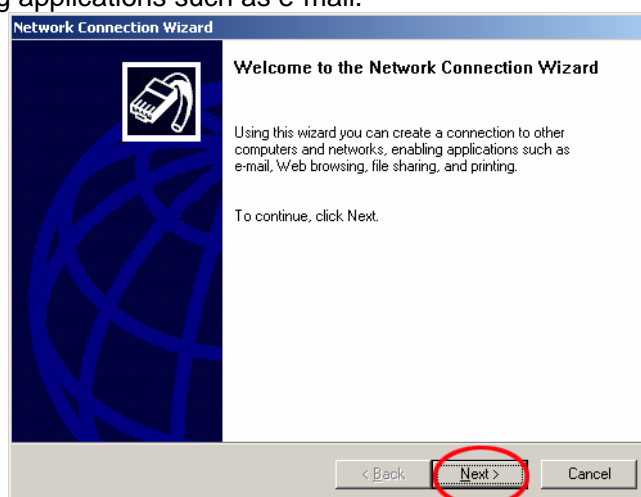 g applications such as e-mail.
Network Connection Wizard
Welcome to the Network Connection Wizard
Using this wizard you can create a connection to other
computers and networks, enabling applications such as
e-mail, Web browsing, file sharing, and printing.
To continue, click Next.
< Back Next > Cancel